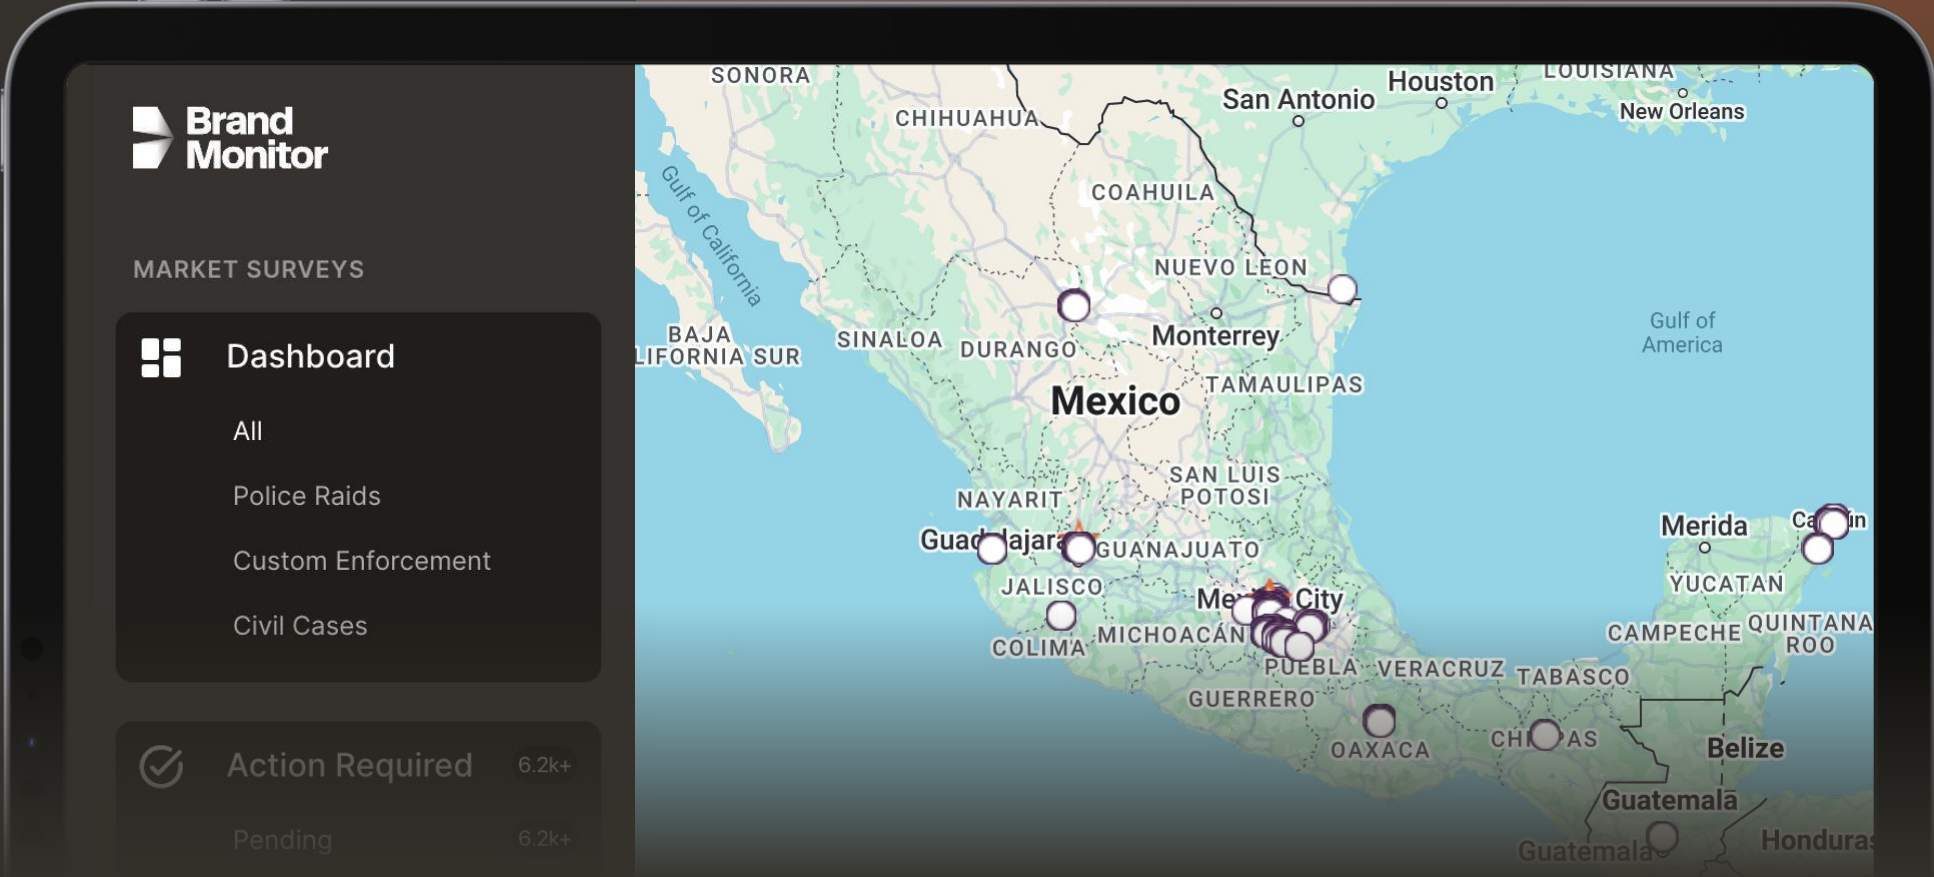 Brand
Monitor
MARKET SURVEYS
Dashboard
All
Police Raids
Custom Enforcement
Civil Cases
Action Required 6.2k+
Pending 6.2k+
SONORA
CHIHUAHUA
San Antonio
Houston
LOUISIANA
New Orleans
Gulf of California
COAHUILA
NUEVO LEON
BAJA
LIFORNIA SUR
SINALOA
DURANGO
Monterrey
Gulf of
America
Mexico
TAMAULIPAS
SAN LUIS
POTOSI
NAYARIT
GUANAJUATO
JALISCO
Merida
YUCATAN
City
COLIMA
MICHOACÁN
PUEBLA
VERACRUZ
TABASCO
CAMPECHE
QUINTANA
ROO
GUERRERO
OAXACA
Belize
Guatemala
Guatemala
Honduras